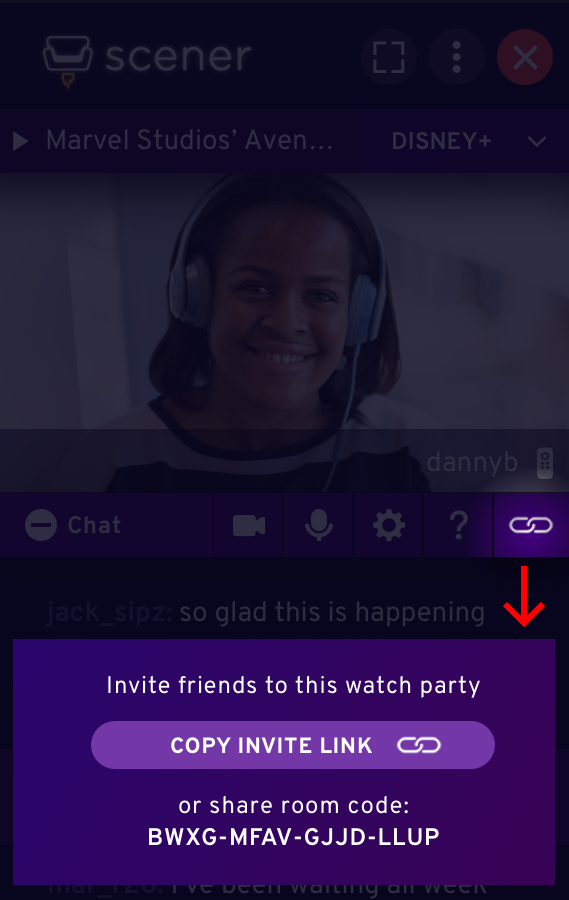 scener
Marvel Studios’ Aven... DISNEY+
dannyb
Chat ?
jack_sipz: so glad this is happening
Invite friends to this watch party
COPY INVITE LINK
or share room code:
BWXG-MFAV-GJJD-LLUP
I've been waiting all week